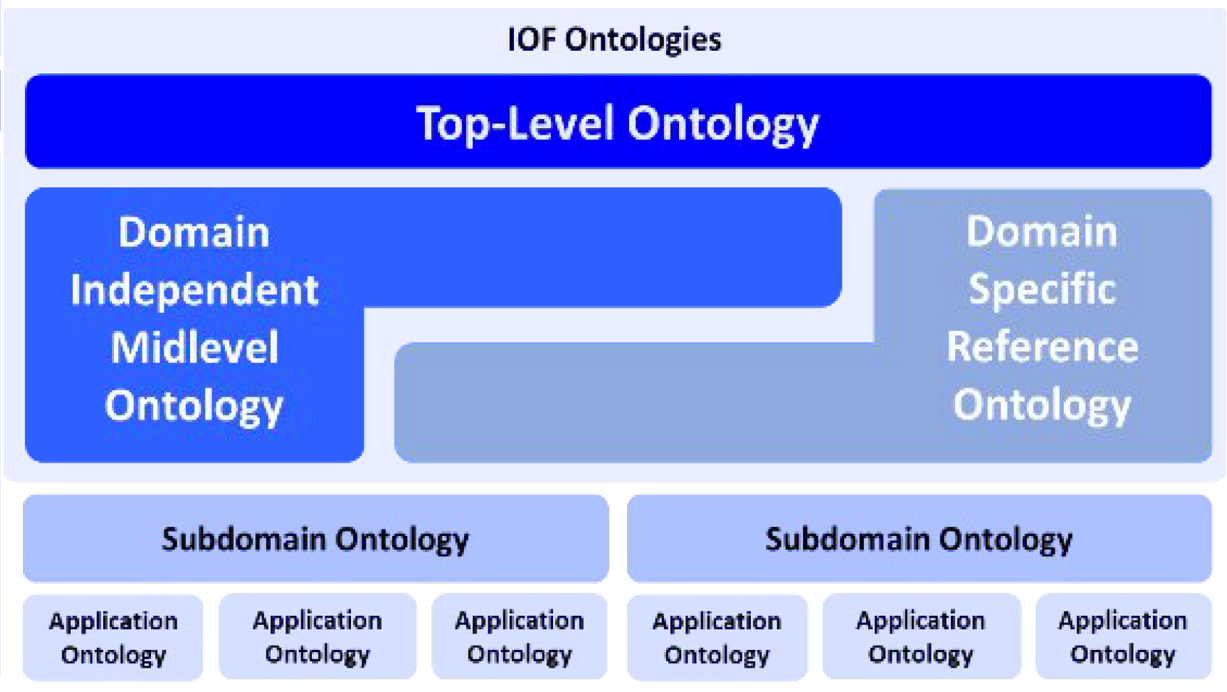 IOF Ontologies
Top-Level Ontology
Domain
Independent
Midlevel
Ontology
Domain
Specific
Reference
Ontology
Subdomain Ontology
Subdomain Ontology
Application
Ontology
Application
Ontology
Application
Ontology
Application
Ontology
Application
Ontology
Application
Ontology